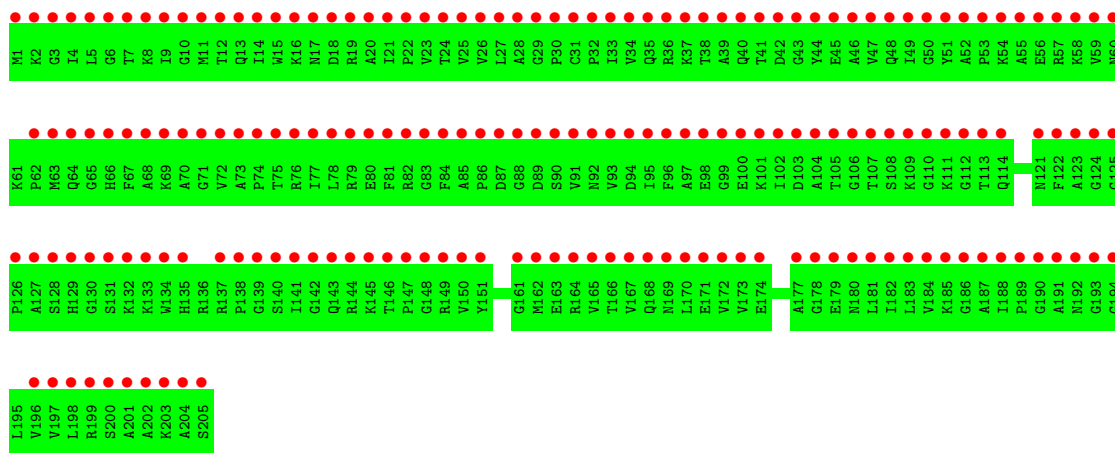 M1 K2 G3 I4 L5 G6 T7 K8 I9 G10 M11 T12 Q13 I14 W15 K16 N17 D18 R19 A20 I21 P22 V23 T24 V25 V26 L27 A28 G29 P30 C31 P32 I33 V34 Q35 R36 K37 T38 A39 Q40 T41 D42 G43 Y44 E45 A46 V47 Q48 I49 G50 Y51 A52 P53 K54 A55 E56 R57 K58 V59 N60
K61 P62 M63 Q64 G65 H66 F67 A68 K69 A70 G71 V72 A73 P74 T75 R76 I77 L78 R79 E80 F81 R82 G83 F84 A85 P86 D87 G88 D89 S90 V91 N92 V93 D94 I95 F96 A97 E98 G99 E100 K101 I102 D103 A104 T105 G106 T107 S108 K109 G110 K111 G112 T113 Q114 N121 F122 A123 G124 G125
P126 A127 S128 H129 G130 S131 K132 K133 W134 H135 R136 R137 P138 G139 S140 I141 G142 Q143 R144 K145 T146 P147 G148 R149 V150 Y151 G161 M162 E163 R164 V165 T166 V167 Q168 N169 L170 E171 V172 V173 E174 A177 G178 E179 N180 L181 I182 L183 V184 K185 G186 A187 I188 P189 G190 A191 N192 G193 G194
L195 V196 V197 L198 R199 S200 A201 A202 K203 A204 S205